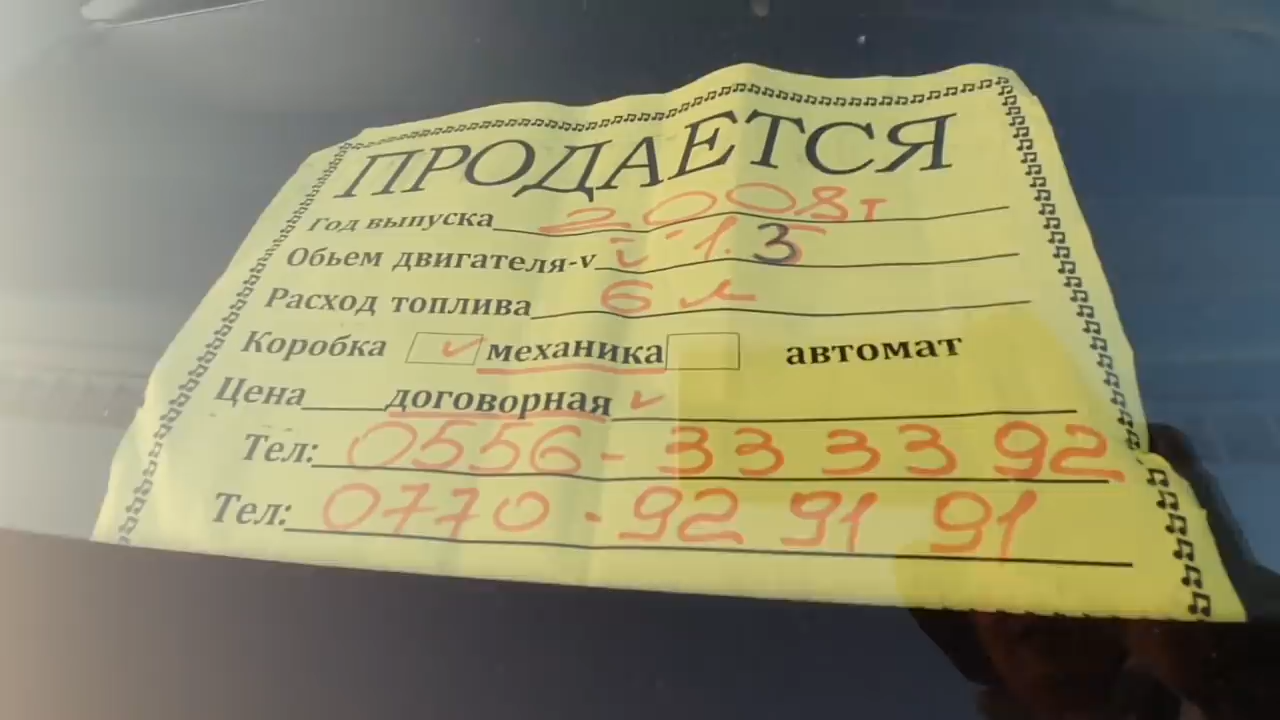 ПРОДАЕТСЯ
Год выпуска 2008г
Обьем двигателя-v v-1.3
Расход топлива 6 л
Коробка ✓ механика автомат
Цена договорная ✓
Тел: 0556-33 33 92
Тел: 0770-92 91 91